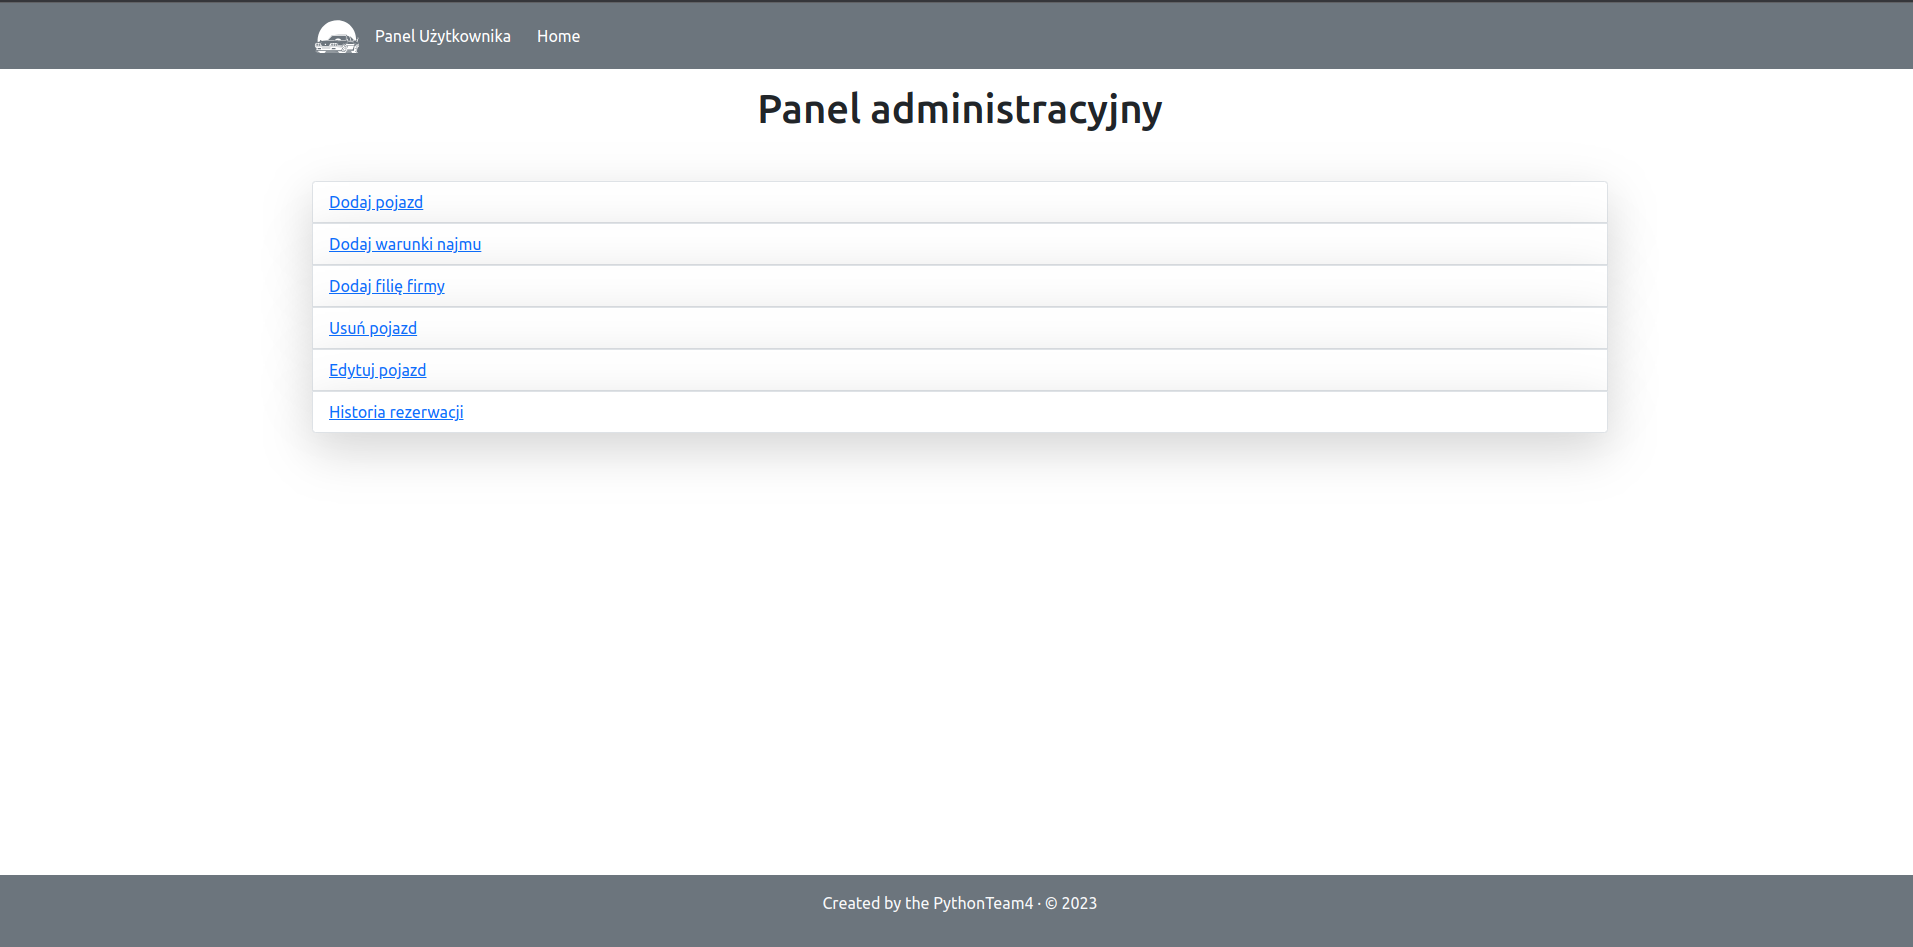 Panel Użytkownika Home
Panel administracyjny
Dodaj pojazd
Dodaj warunki najmu
Dodaj filię firmy
Usuń pojazd
Edytuj pojazd
Historia rezerwacji
Created by the PythonTeam4 · © 2023